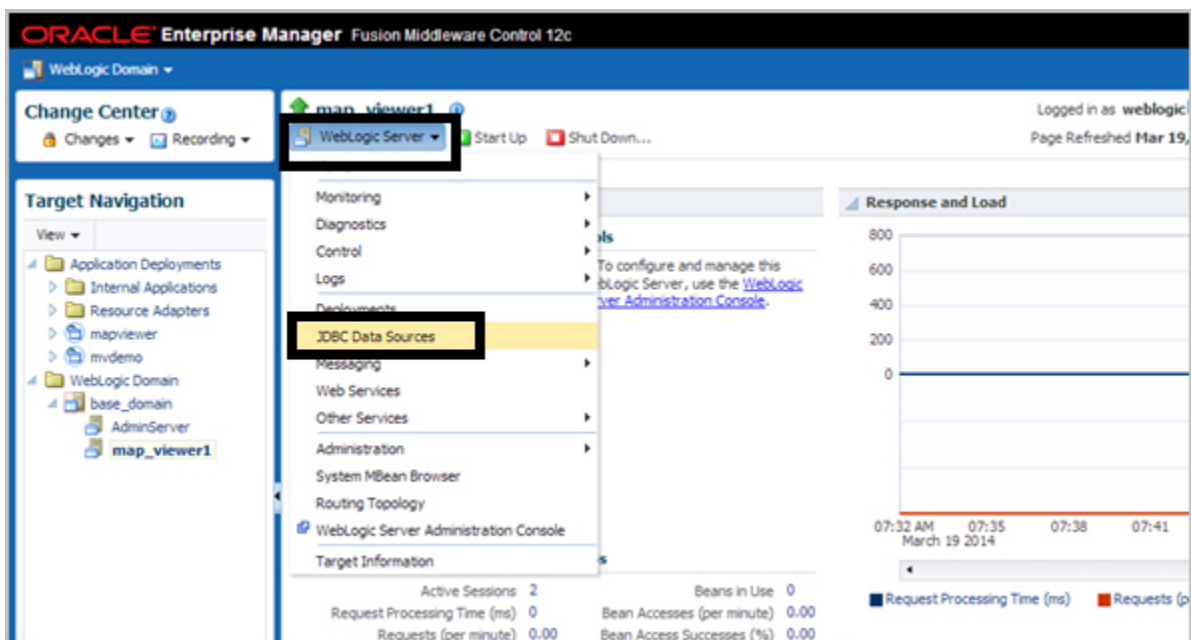 ORACLE Enterprise Manager Fusion Middleware Control 12c
WebLogic Domain
Change Center
Changes Recording
map_viewer1
Logged in as weblogic
WebLogic Server Start Up Shut Down...
Page Refreshed Mar 19,
Target Navigation
View
Application Deployments
Internal Applications
Resource Adapters
mapviewer
mvdemo
WebLogic Domain
base_domain
AdminServer
map_viewer1
Monitoring
Diagnostics
Control
Logs
Deployments
JDBC Data Sources
Messaging
Web Services
Other Services
Administration
System MBean Browser
Routing Topology
WebLogic Server Administration Console
Target Information
To configure and manage this
WebLogic
Administration Console.
Active Sessions 2
Request Processing Time (ms) 0
Requests (per minute) 0.00
Beans in Use 0
Bean Accesses (per minute) 0.00
Bean Access Successes (%) 0.00
Response and Load
800
600
400
200
0
07:32 AM 07:35 07:38 07:41
March 19 2014
Request Processing Time (ms) Requests (p